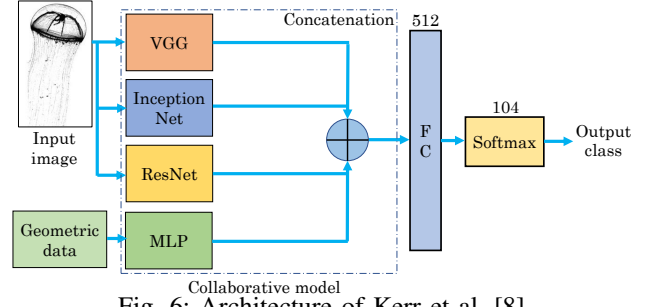 Concatenation
512
VGG
Inception
Net
104
F
C
Softmax
Output
class
Input
image
ResNet
Geometric
data
MLP
Collaborative model
Fig. 6: Architecture of Kerr et al. [8]